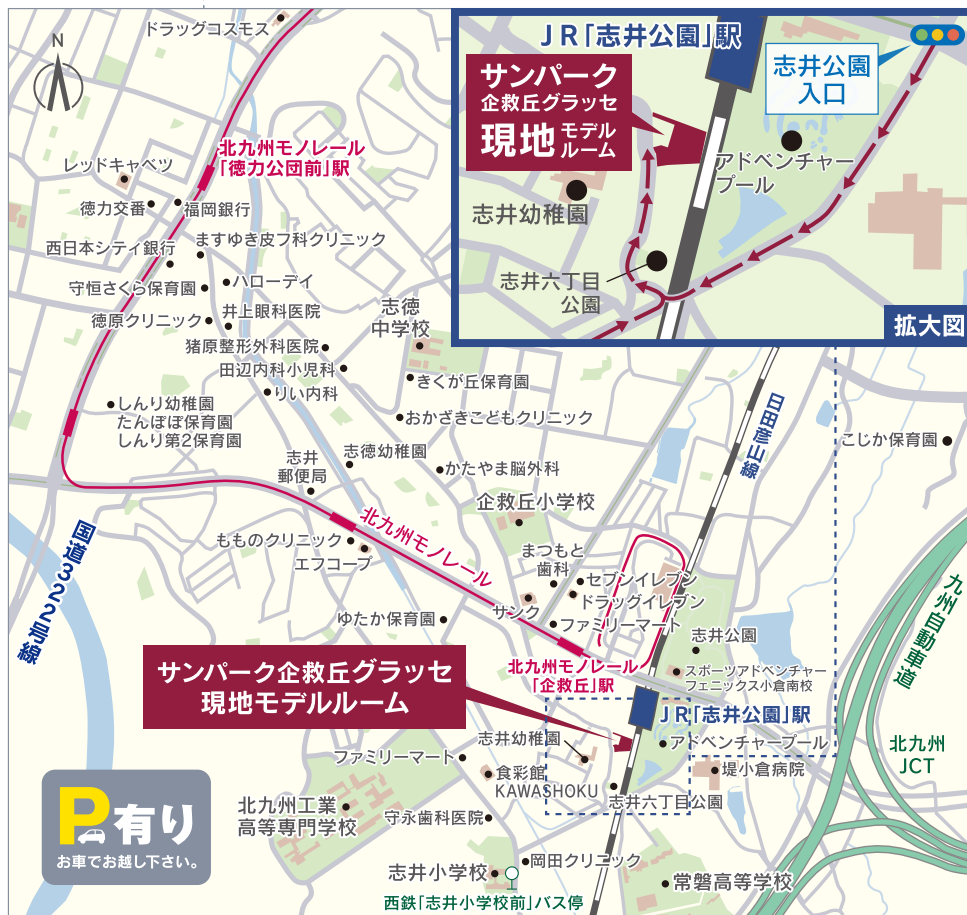 ドラッグコスモス
N
北九州モノレール
「徳力公団前」駅
レッドキャベツ
徳力交番
福岡銀行
ますゆき皮フ科クリニック
西日本シティ銀行
ハローデイ
守恒さくら保育園
井上眼科医院
徳原クリニック
志徳
中学校
猪原整形外科医院
田辺内科小児科
きくが丘保育園
りぃ内科
しんり幼稚園
たんぽぽ保育園
しんり第2保育園
おかざきこどもクリニック
志徳幼稚園
志井
郵便局
かたやま脳外科
企救丘小学校
JR「志井公園」駅
サンパーク
企救丘グラッセ
現地モデル
ルーム
志井公園
入口
アドベンチャー
プール
志井幼稚園
志井六丁目
公園
拡大図
日田彦山線
こじか保育園
国道322号線
もものクリニック
エフコープ
北九州モノレール
まつもと
歯科
セブンイレブン
ドラッグイレブン
サンク
ファミリーマート
ゆたか保育園
志井公園
九州自動車道
北九州モノレール
「企救丘」駅
スポーツアドベンチャー
フェニックス小倉南校
サンパーク企救丘グラッセ
現地モデルルーム
JR「志井公園」駅
志井幼稚園
アドベンチャープール
北九州
JCT
ファミリーマート
食彩館
KAWASHOKU
堤小倉病院
志井六丁目公園
北九州工業
高等専門学校
守永歯科医院
P有り
お車でお越し下さい。
岡田クリニック
志井小学校
常磐高等学校
西鉄「志井小学校前」バス停